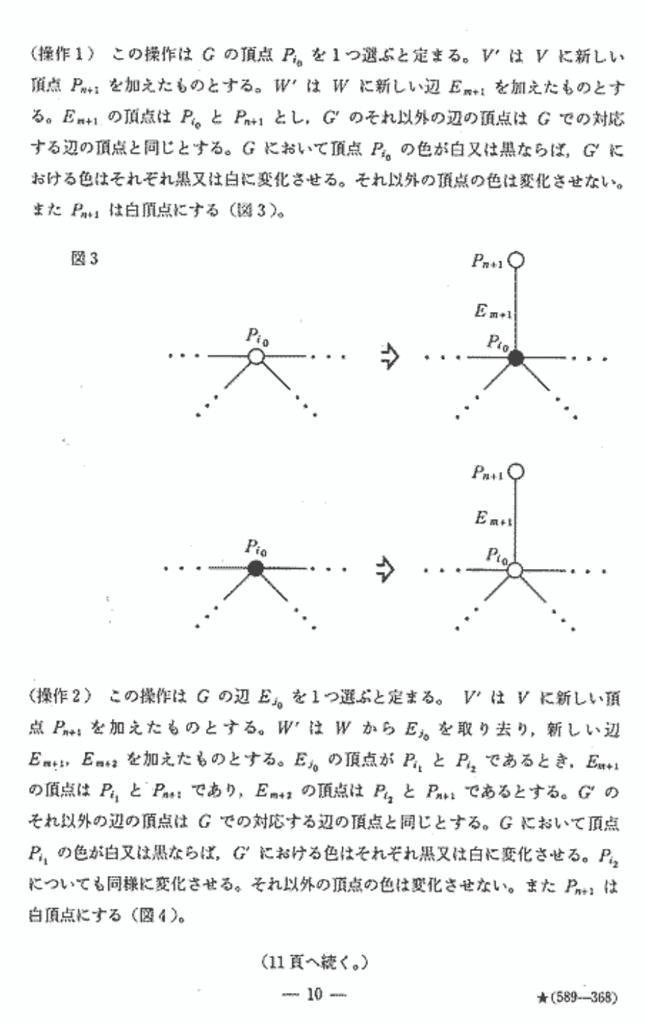 (操作1) この操作は G の頂点 P_{i_0} を1つ選ぶと定まる。V′ は V に新しい
頂点 P_{n+1} を加えたものとする。W′ は W に新しい辺 E_{m+1} を加えたものとす
る。E_{m+1} の頂点は P_{i_0} と P_{n+1} とし, G′ のそれ以外の辺の頂点は G での対応
する辺の頂点と同じとする。G において頂点 P_{i_0} の色が白又は黒ならば, G′ に
おける色はそれぞれ黒又は白に変化させる。それ以外の頂点の色は変化させない。
また P_{n+1} は白頂点にする (図3)。
図3
P_{n+1}
E_{m+1}
P_{i_0}
P_{i_0}
P_{n+1}
E_{m+1}
P_{i_0}
P_{i_0}
(操作2) この操作は G の辺 E_{j_0} を1つ選ぶと定まる。 V′ は V に新しい頂
点 P_{n+1} を加えたものとする。W′ は W から E_{j_0} を取り去り, 新しい辺
E_{m+1}, E_{m+2} を加えたものとする。E_{j_0} の頂点が P_{i_1} と P_{i_2} であるとき, E_{m+1}
の頂点は P_{i_1} と P_{n+1} であり, E_{m+2} の頂点は P_{i_2} と P_{n+1} であるとする。G′ の
それ以外の辺の頂点は G での対応する辺の頂点と同じとする。G において頂点
P_{i_1} の色が白又は黒ならば, G′ における色はそれぞれ黒又は白に変化させる。P_{i_2}
についても同様に変化させる。それ以外の頂点の色は変化させない。また P_{n+1} は
白頂点にする (図4)。
(11頁へ続く。)
— 10 —
★(589—368)